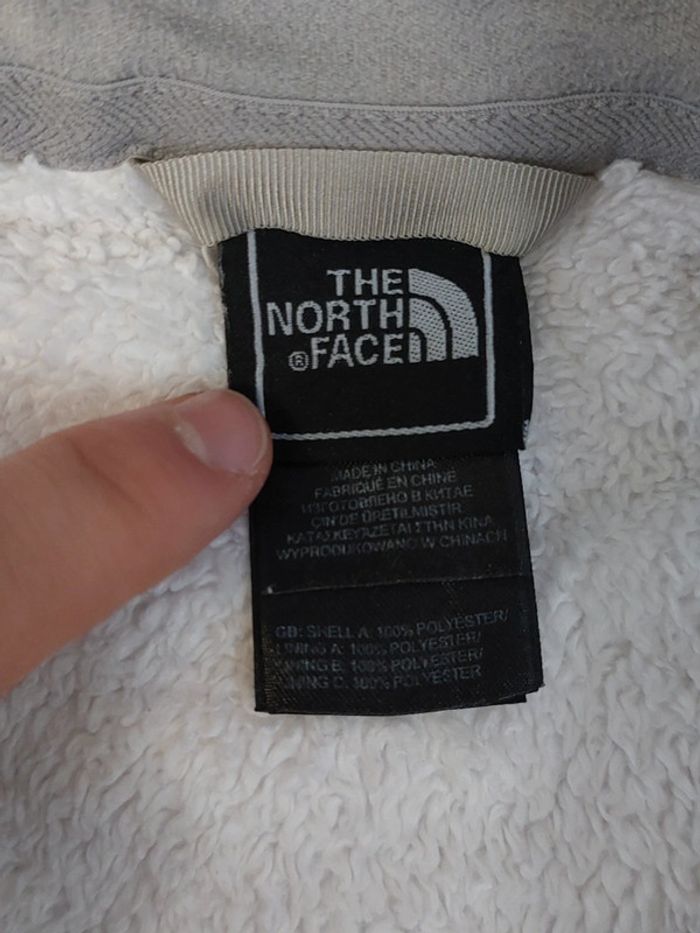 THE
NORTH
® FACE
MADE IN CHINA
FABRIQUÉ EN CHINE
ИЗГОТОВЛЕНО В КИТАЕ
ÇIN'DE ÜRETILMISTIR
ΚΑΤΑΣΚΕΥΑΖΕΤΑΙ ΣΤΗΝ ΚΙΝΑ
WYPRODUKOWANO W CHINACH
GB: SHELL A: 100% POLYESTER/
LINING A: 100% POLYESTER/
LINING B: 100% POLYESTER/
LINING C: 100% POLYESTER